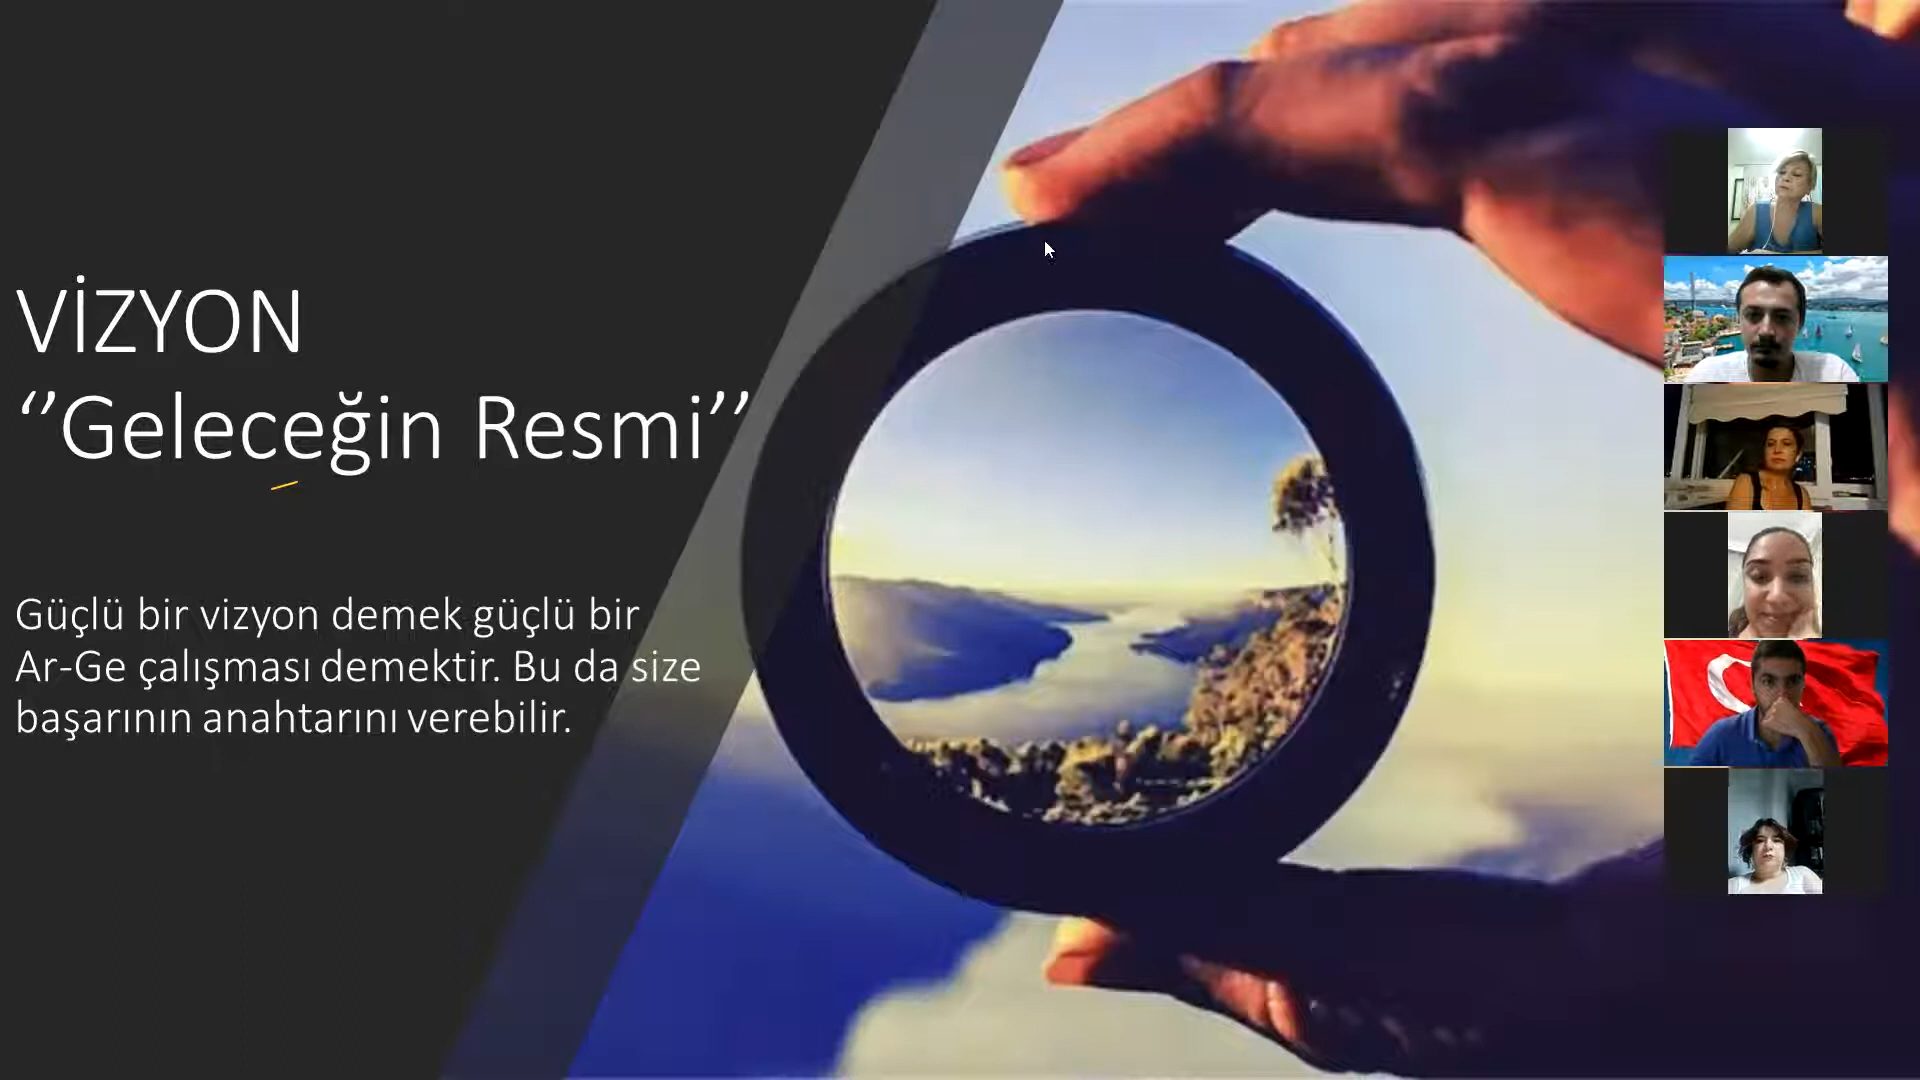 VİZYON
‘’Geleceğin Resmi’’
Güçlü bir vizyon demek güçlü bir
Ar-Ge çalışması demektir. Bu da size
başarının anahtarını verebilir.